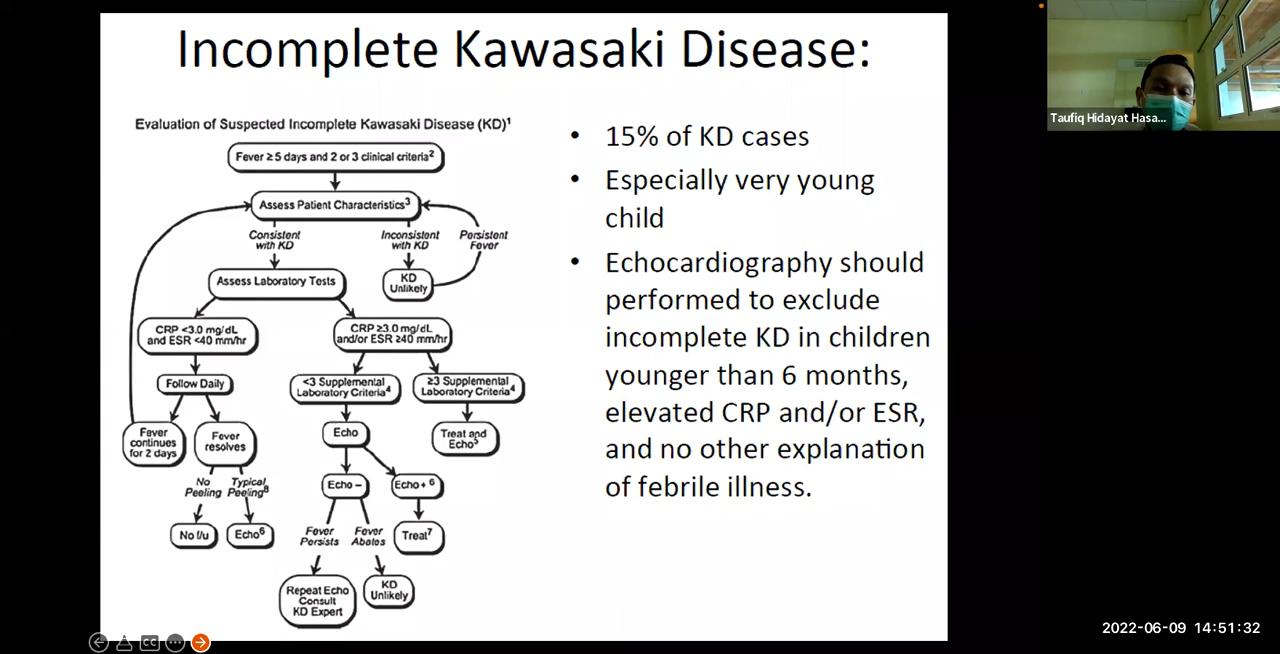 Incomplete Kawasaki Disease:
Evaluation of Suspected Incomplete Kawasaki Disease (KD)¹
Fever ≥5 days and 2 or 3 clinical criteria²
Assess Patient Characteristics³
Consistent
with KD
Inconsistent
with KD
Persistent
Fever
Assess Laboratory Tests
KD
Unlikely
CRP <3.0 mg/dL
and ESR <40 mm/hr
CRP ≥3.0 mg/dL
and/or ESR ≥40 mm/hr
Follow Daily
<3 Supplemental
Laboratory Criteria⁴
≥3 Supplemental
Laboratory Criteria⁴
Fever
continues
for 2 days
Fever
resolves
Echo
Treat and
Echo⁵
No
Peeling
Typical
Peeling⁸
Echo –
Echo+ ⁶
No f/u
Echo⁶
Fever
Persists
Fever
Abates
Treat⁷
Repeat Echo
Consult
KD Expert
KD
Unlikely
• 15% of KD cases
• Especially very young
child
• Echocardiography should
performed to exclude
incomplete KD in children
younger than 6 months,
elevated CRP and/or ESR,
and no other explanation
of febrile illness.
Taufiq Hidayat Hasa...
CC
2022-06-09 14:51:32